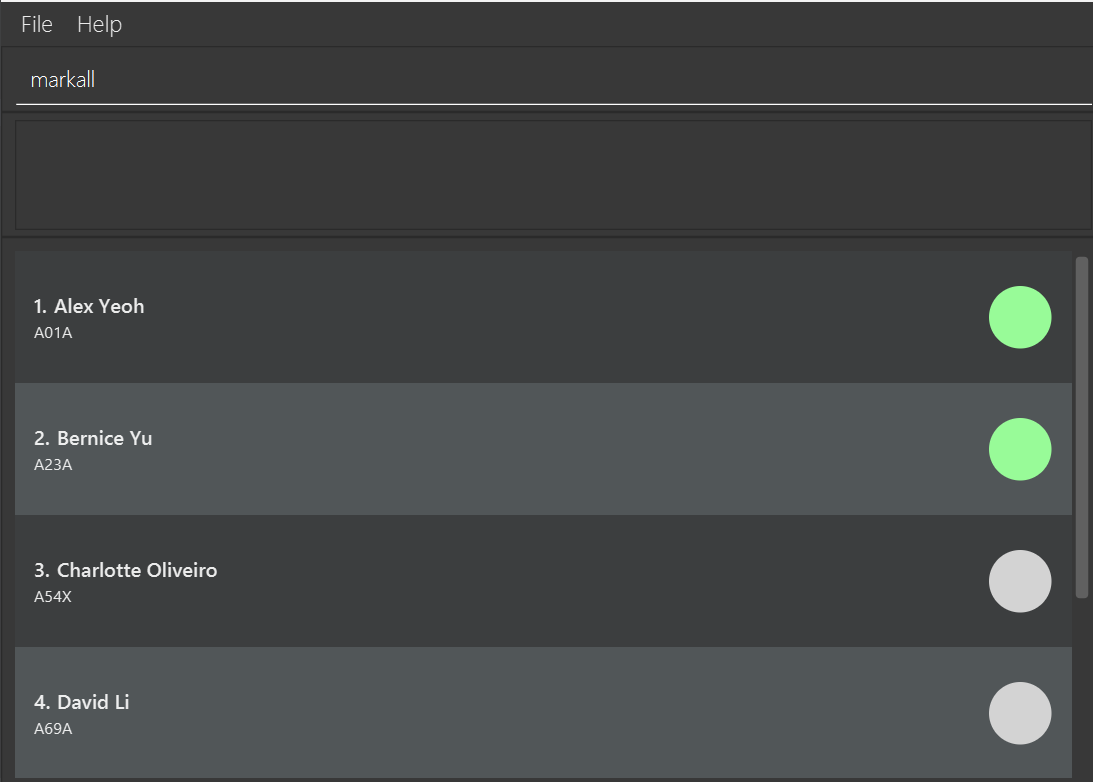 File Help
markall
1. Alex Yeoh
A01A
2. Bernice Yu
A23A
3. Charlotte Oliveiro
A54X
4. David Li
A69A